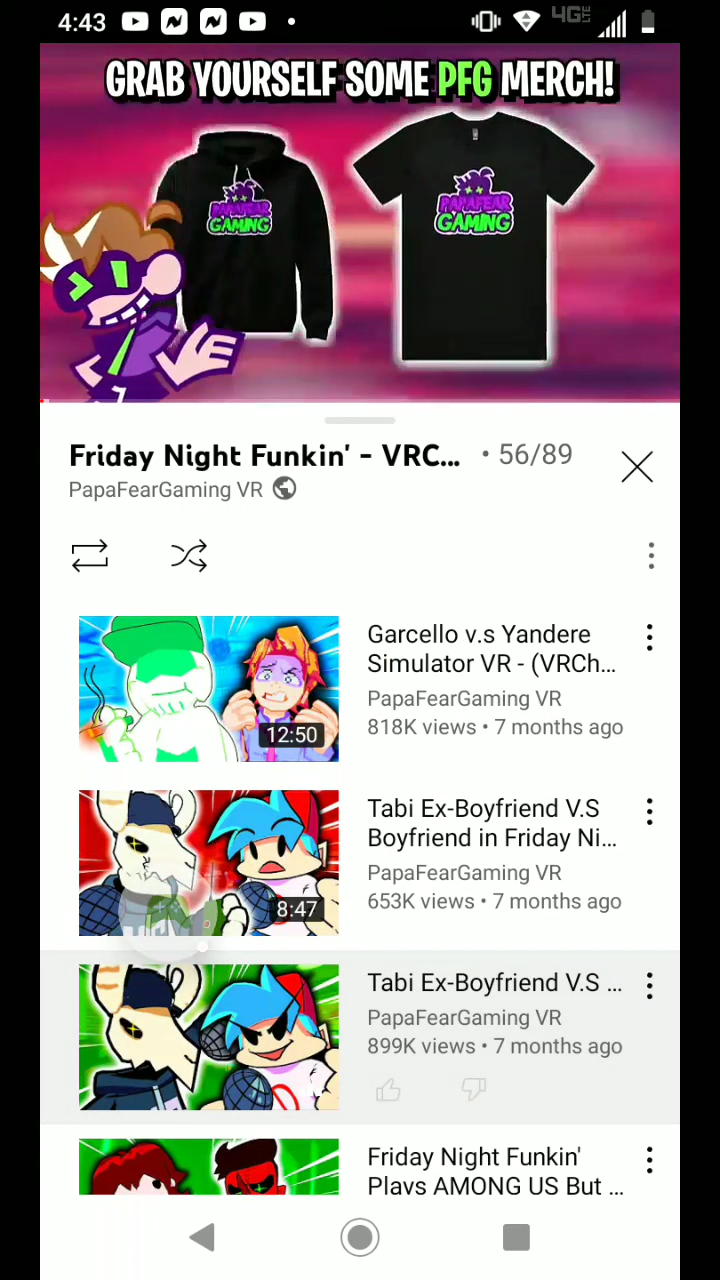 4:43
4G LTE
GRAB YOURSELF SOME PFG MERCH!
PAPAFEAR
GAMING
PAPAFEAR
GAMING
Friday Night Funkin' - VRC... • 56/89
PapaFearGaming VR
Garcello v.s Yandere
Simulator VR - (VRCh...
PapaFearGaming VR
818K views • 7 months ago
12:50
Tabi Ex-Boyfriend V.S
Boyfriend in Friday Ni...
PapaFearGaming VR
653K views • 7 months ago
8:47
Tabi Ex-Boyfriend V.S ...
PapaFearGaming VR
899K views • 7 months ago
Friday Night Funkin'
Plays AMONG US But ...